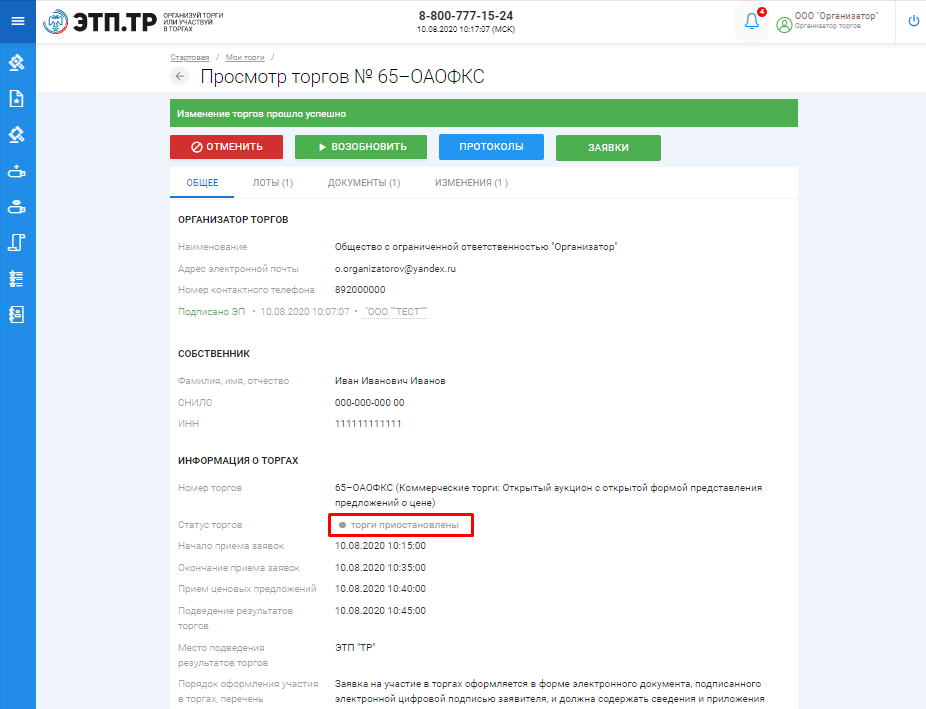 ЭТП.ТР
ОРГАНИЗУЙ ТОРГИ
ИЛИ УЧАСТВУЙ
В ТОРГАХ
8-800-777-15-24
10.08.2020 10:17:07 (МСК)
4
ООО "Организатор"
Организатор торгов
Стартовая / Мои торги /
Просмотр торгов № 65–ОАОФКС
Изменение торгов прошло успешно
ОТМЕНИТЬ ВОЗОБНОВИТЬ ПРОТОКОЛЫ ЗАЯВКИ
ОБЩЕЕ ЛОТЫ (1) ДОКУМЕНТЫ (1) ИЗМЕНЕНИЯ (1 )
ОРГАНИЗАТОР ТОРГОВ
Наименование Общество с ограниченной ответственностью "Организатор"
Адрес электронной почты o.organizatorov@yandex.ru
Номер контактного телефона 892000000
Подписано ЭП • 10.08.2020 10:07:07 • "ООО ""ТЕСТ"""
СОБСТВЕННИК
Фамилия, имя, отчество Иван Иванович Иванов
СНИЛС 000-000-000 00
ИНН 111111111111
ИНФОРМАЦИЯ О ТОРГАХ
Номер торгов 65–ОАОФКС (Коммерческие торги: Открытый аукцион с открытой формой представления
предложений о цене)
Статус торгов торги приостановлены
Начало приема заявок 10.08.2020 10:15:00
Окончание приема заявок 10.08.2020 10:35:00
Прием ценовых предложений 10.08.2020 10:40:00
Подведение результатов 10.08.2020 10:45:00
торгов
Место подведения ЭТП "ТР"
результатов торгов
Порядок оформления участия Заявка на участие в торгах оформляется в форме электронного документа, подписанного
в торгах, перечень электронной цифровой подписью заявителя, и должна содержать сведения и приложения